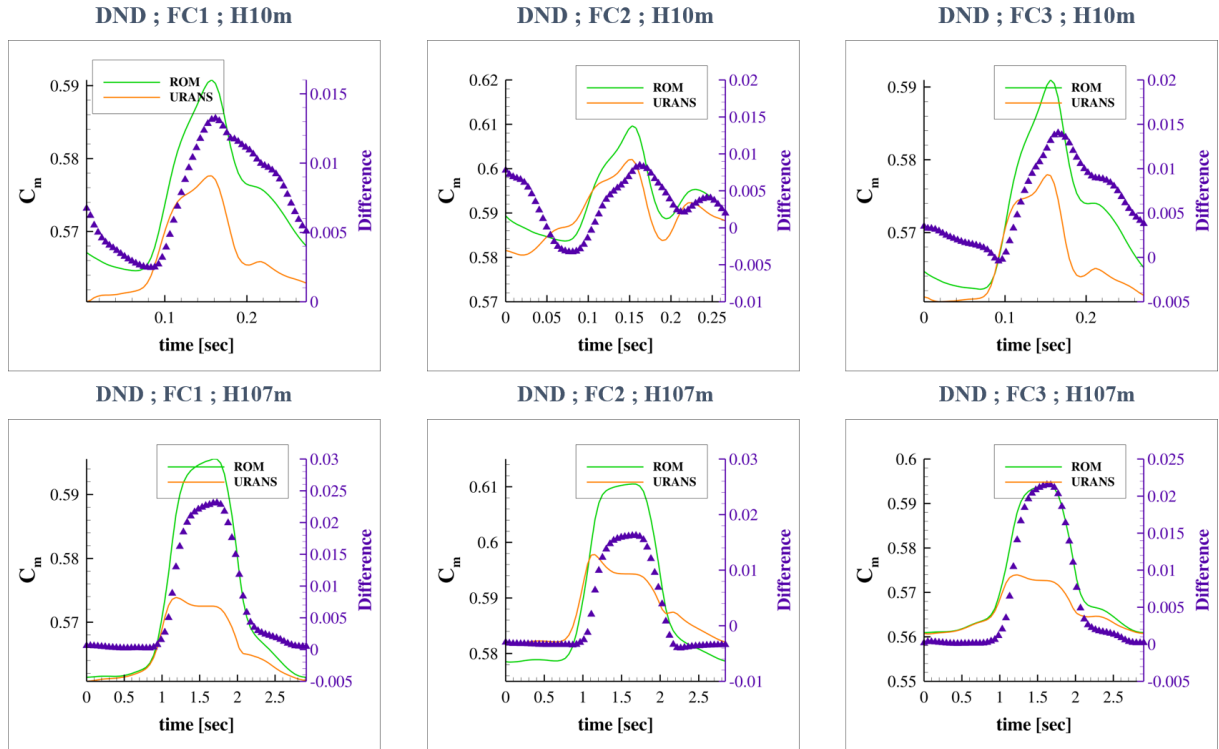 DND ; FC1 ; H10m
DND ; FC2 ; H10m
DND ; FC3 ; H10m
ROM
URANS
0.59
0.58
0.57
Cm
0.015
0.01
0.005
0
Difference
0.1
0.2
time [sec]
ROM
URANS
0.62
0.61
0.6
0.59
0.58
0.57
Cm
0.02
0.015
0.01
0.005
0
-0.005
-0.01
Difference
0
0.05
0.1
0.15
0.2
0.25
time [sec]
ROM
URANS
0.59
0.58
0.57
Cm
0.02
0.015
0.01
0.005
0
-0.005
Difference
0
0.1
0.2
time [sec]
DND ; FC1 ; H107m
DND ; FC2 ; H107m
DND ; FC3 ; H107m
ROM
URANS
0.59
0.58
0.57
Cm
0.03
0.025
0.02
0.015
0.01
0.005
0
-0.005
Difference
0
0.5
1
1.5
2
2.5
time [sec]
ROM
URANS
0.61
0.6
0.59
0.58
Cm
0.03
0.02
0.01
0
-0.01
Difference
0
0.5
1
1.5
2
2.5
time [sec]
ROM
URANS
0.6
0.59
0.58
0.57
0.56
0.55
Cm
0.025
0.02
0.015
0.01
0.005
0
-0.005
Difference
0
0.5
1
1.5
2
2.5
time [sec]